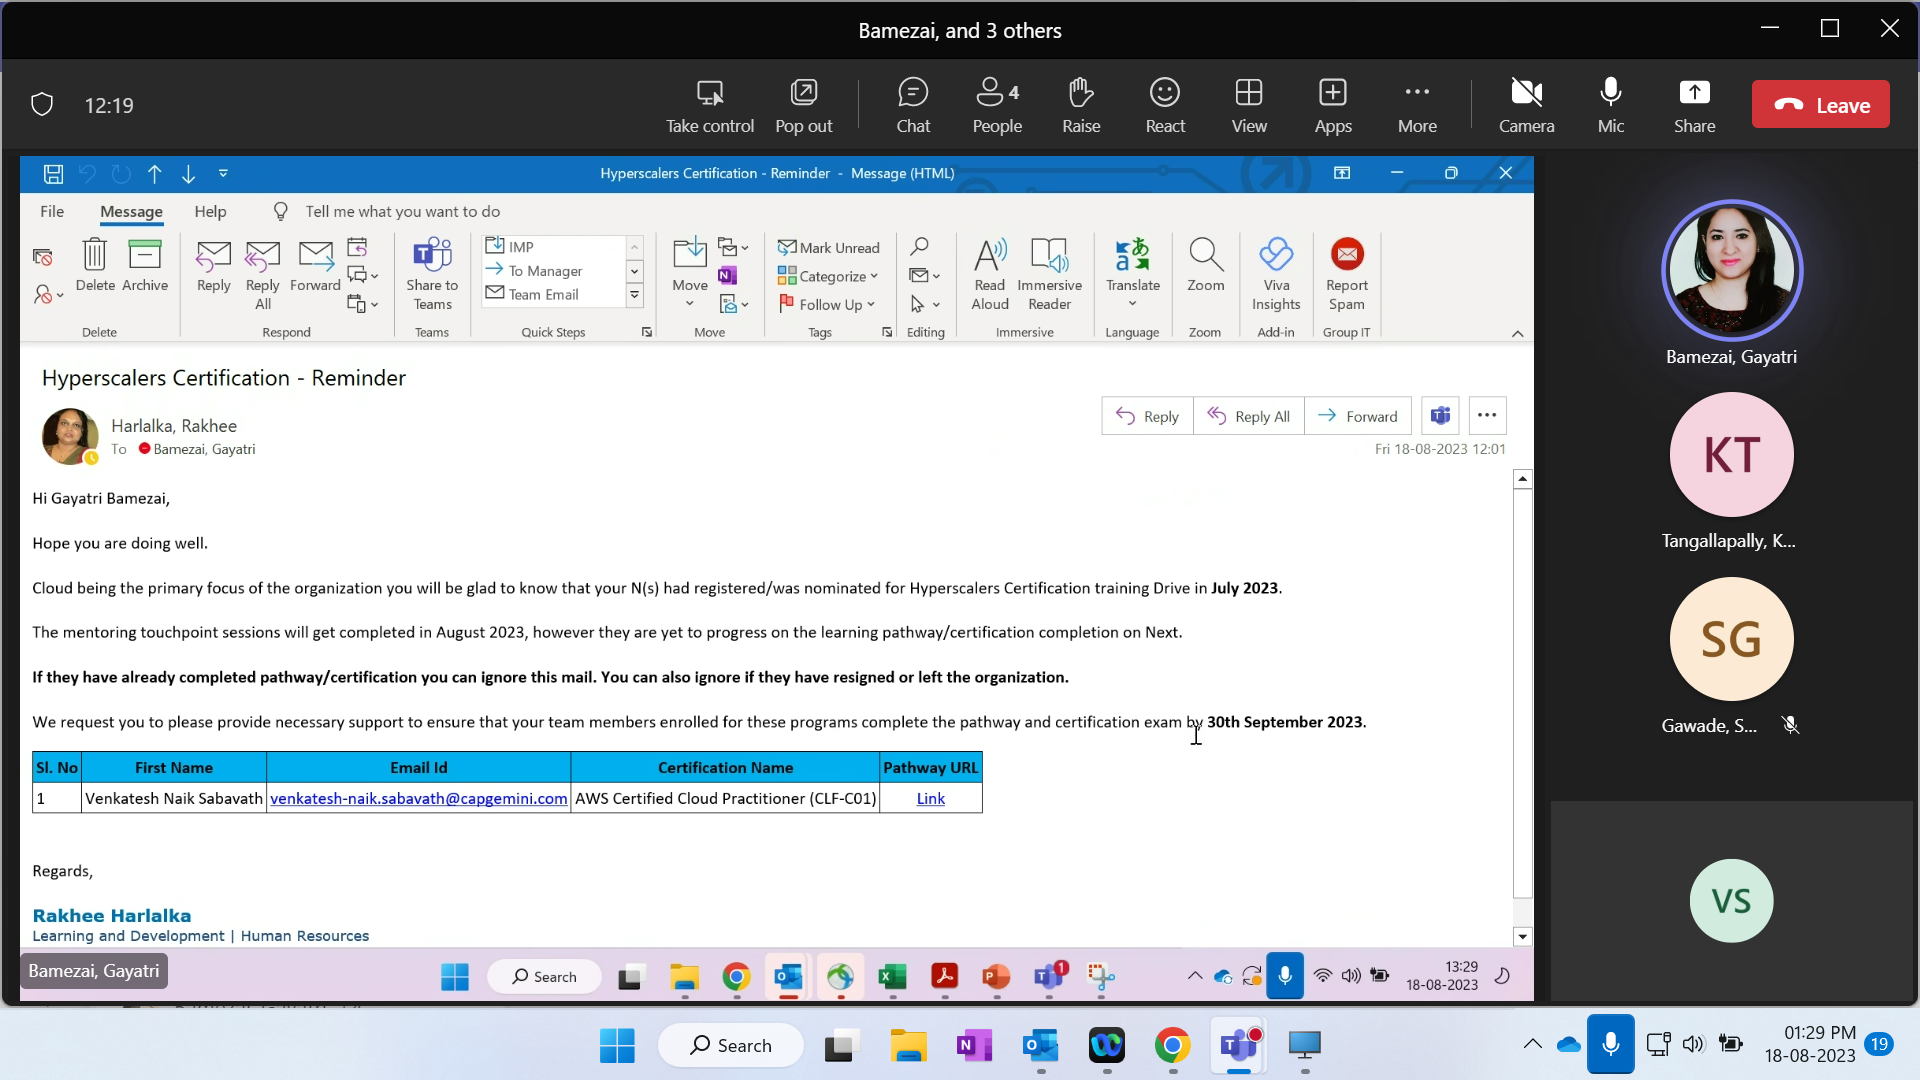 Bamezai, and 3 others
12:19
Take control
Pop out
Chat
People
4
Raise
React
View
Apps
More
Camera
Mic
Share
Leave
Hyperscalers Certification - Reminder - Message (HTML)
File
Message
Help
Tell me what you want to do
Delete
Archive
Delete
Reply
Reply All
Forward
Respond
Share to Teams
Teams
IMP
To Manager
Team Email
Quick Steps
Move
Move
Mark Unread
Categorize
Follow Up
Tags
Editing
Read Aloud
Immersive Reader
Immersive
Translate
Language
Zoom
Zoom
Viva Insights
Add-in
Report Spam
Group IT
Hyperscalers Certification - Reminder
Harlalka, Rakhee
To Bamezai, Gayatri
Reply
Reply All
Forward
Fri 18-08-2023 12:01
Hi Gayatri Bamezai,
Hope you are doing well.
Cloud being the primary focus of the organization you will be glad to know that your N(s) had registered/was nominated for Hyperscalers Certification training Drive in July 2023.
The mentoring touchpoint sessions will get completed in August 2023, however they are yet to progress on the learning pathway/certification completion on Next.
If they have already completed pathway/certification you can ignore this mail. You can also ignore if they have resigned or left the organization.
We request you to please provide necessary support to ensure that your team members enrolled for these programs complete the pathway and certification exam by 30th September 2023.
Sl. No First Name Email Id Certification Name Pathway URL
1 Venkatesh Naik Sabavath venkatesh-naik.sabavath@capgemini.com AWS Certified Cloud Practitioner (CLF-C01) Link
Regards,
Rakhee Harlalka
Learning and Development | Human Resources
Bamezai, Gayatri
Search
1
13:29
18-08-2023
Bamezai, Gayatri
KT
Tangallapally, K...
SG
Gawade, S...
VS
Search
01:29 PM
18-08-2023
19